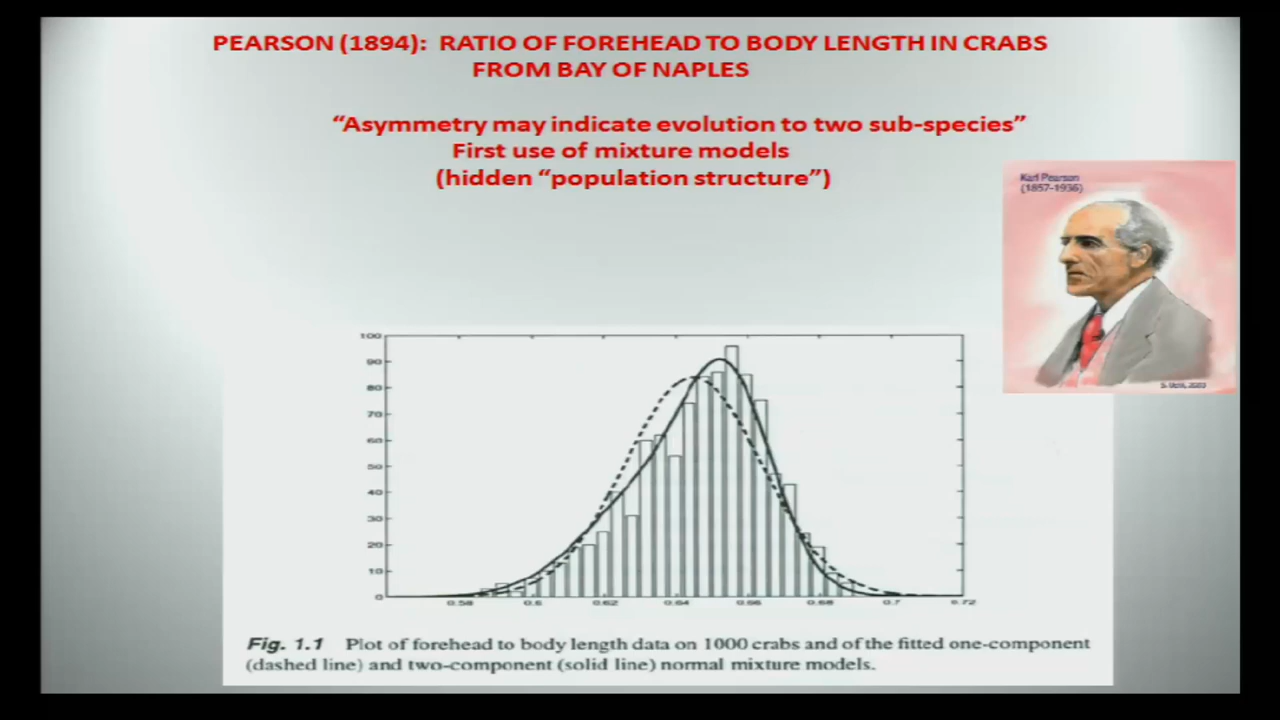 PEARSON (1894): RATIO OF FOREHEAD TO BODY LENGTH IN CRABS
FROM BAY OF NAPLES
“Asymmetry may indicate evolution to two sub-species”
First use of mixture models
(hidden “population structure”)
Karl Pearson
(1857-1936)
100
90
80
70
60
50
40
30
20
10
0
0.58 0.6 0.62 0.64 0.66 0.68 0.7 0.72
Fig. 1.1 Plot of forehead to body length data on 1000 crabs and of the fitted one-component
(dashed line) and two-component (solid line) normal mixture models.